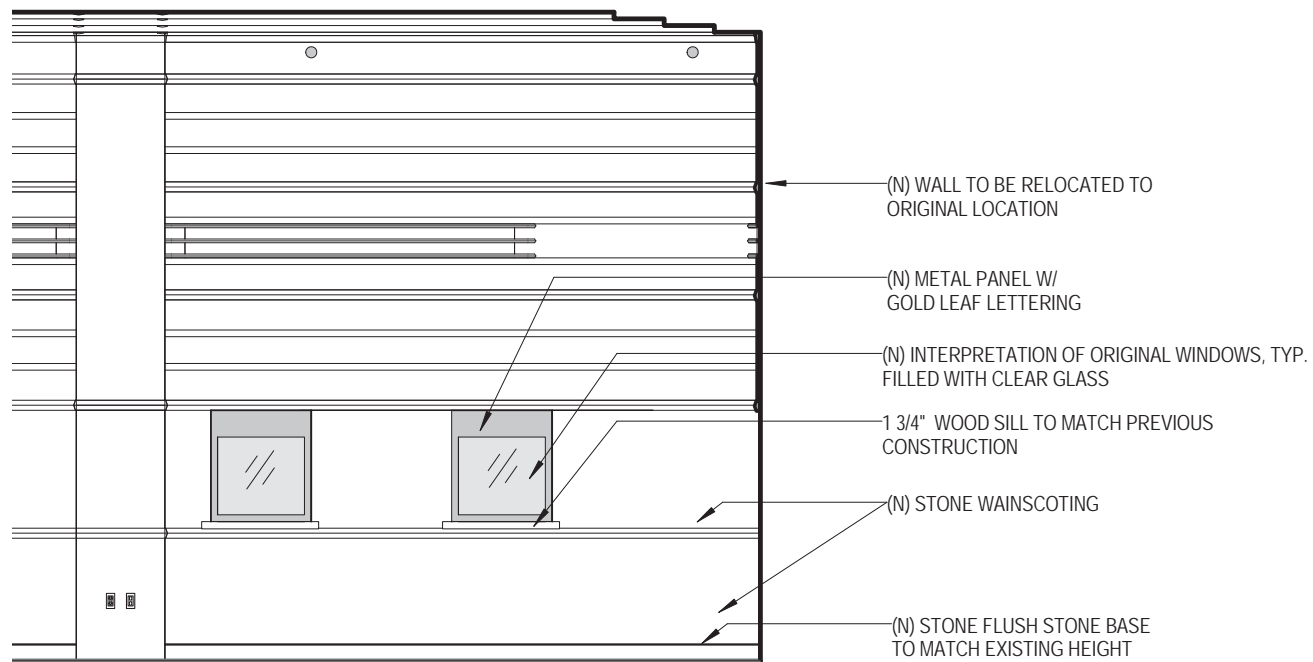 (N) WALL TO BE RELOCATED TO
ORIGINAL LOCATION
(N) METAL PANEL W/
GOLD LEAF LETTERING
(N) INTERPRETATION OF ORIGINAL WINDOWS, TYP.
FILLED WITH CLEAR GLASS
1 3/4" WOOD SILL TO MATCH PREVIOUS
CONSTRUCTION
(N) STONE WAINSCOTING
(N) STONE FLUSH STONE BASE
TO MATCH EXISTING HEIGHT